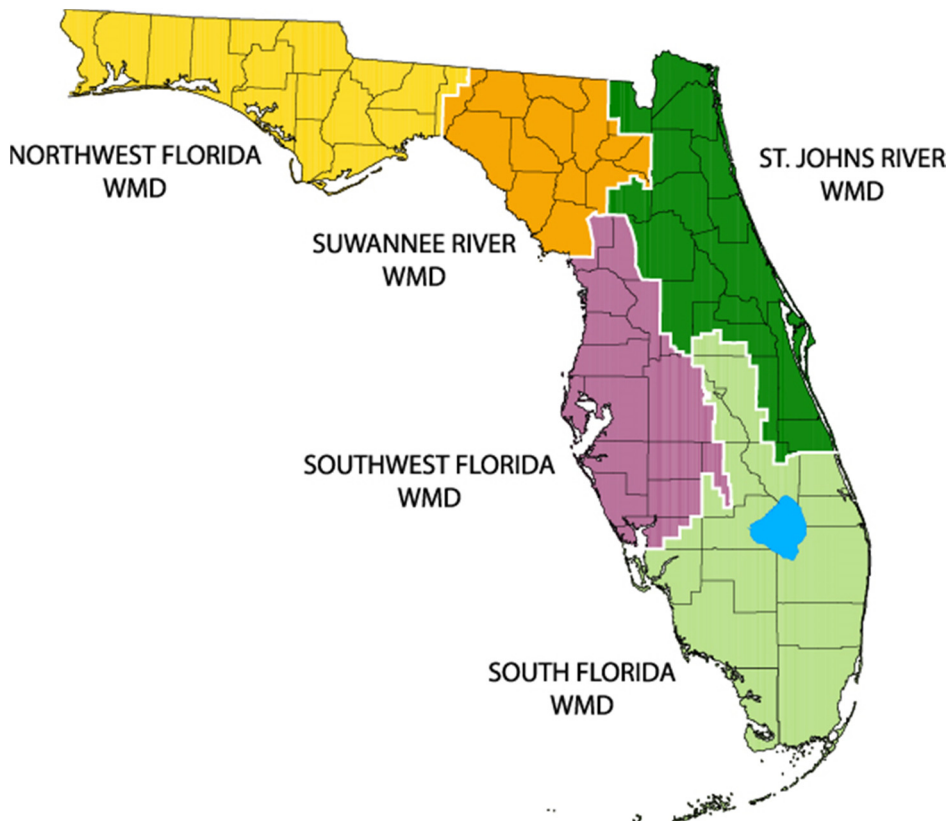 NORTHWEST FLORIDA
WMD
ST. JOHNS RIVER
WMD
SUWANNEE RIVER
WMD
SOUTHWEST FLORIDA
WMD
SOUTH FLORIDA
WMD